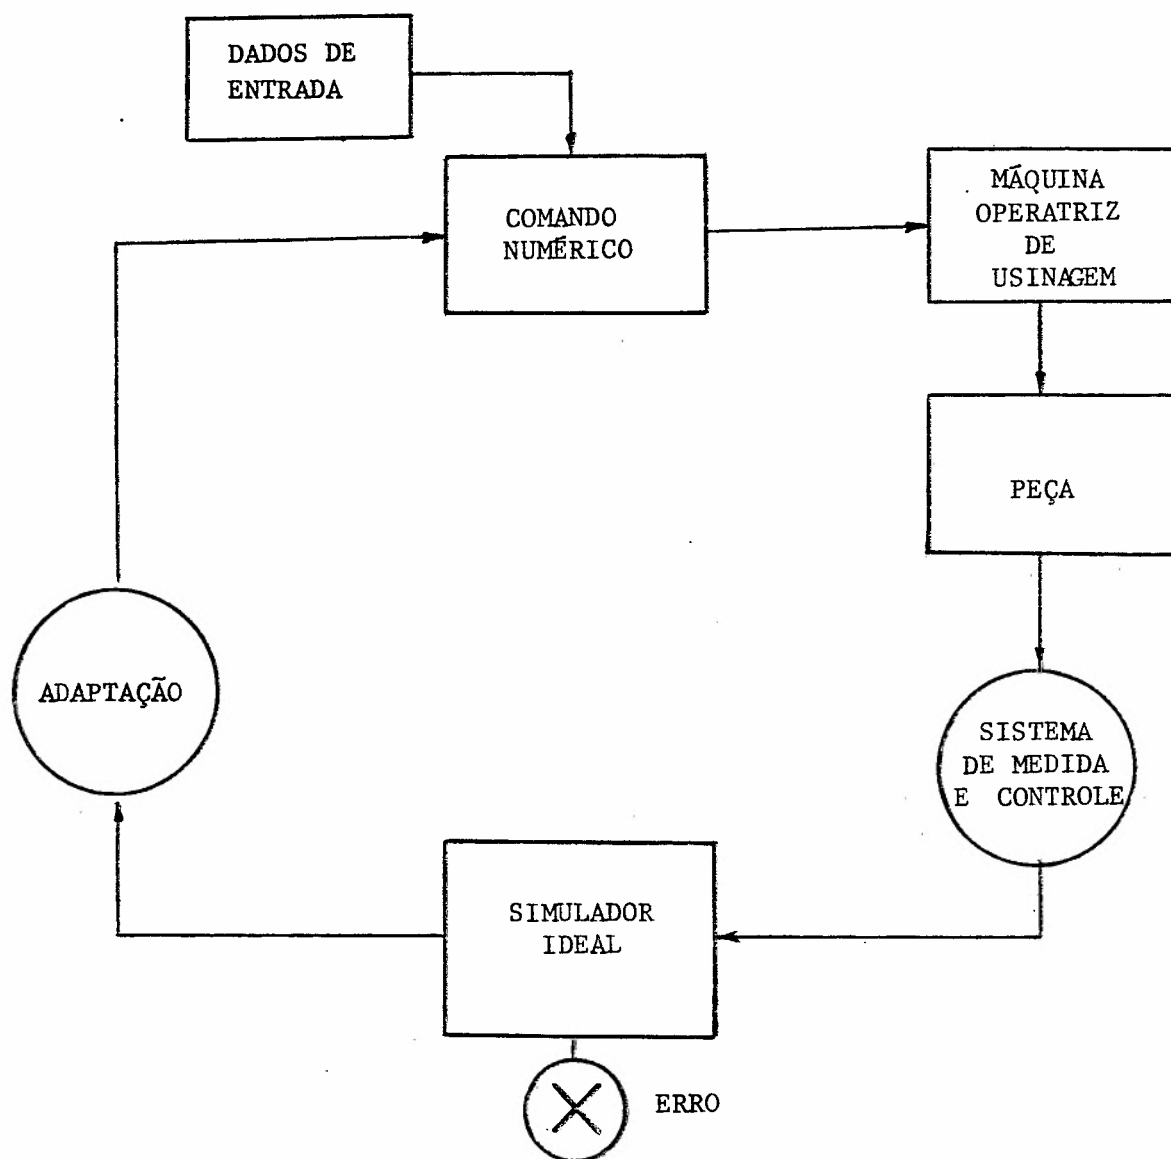 DADOS DE
ENTRADA
COMANDO
NUMÉRICO
MÁQUINA
OPERATRIZ
DE
USINAGEM
PEÇA
SISTEMA
DE MEDIDA
E CONTROLE
SIMULADOR
IDEAL
ERRO
ADAPTAÇÃO